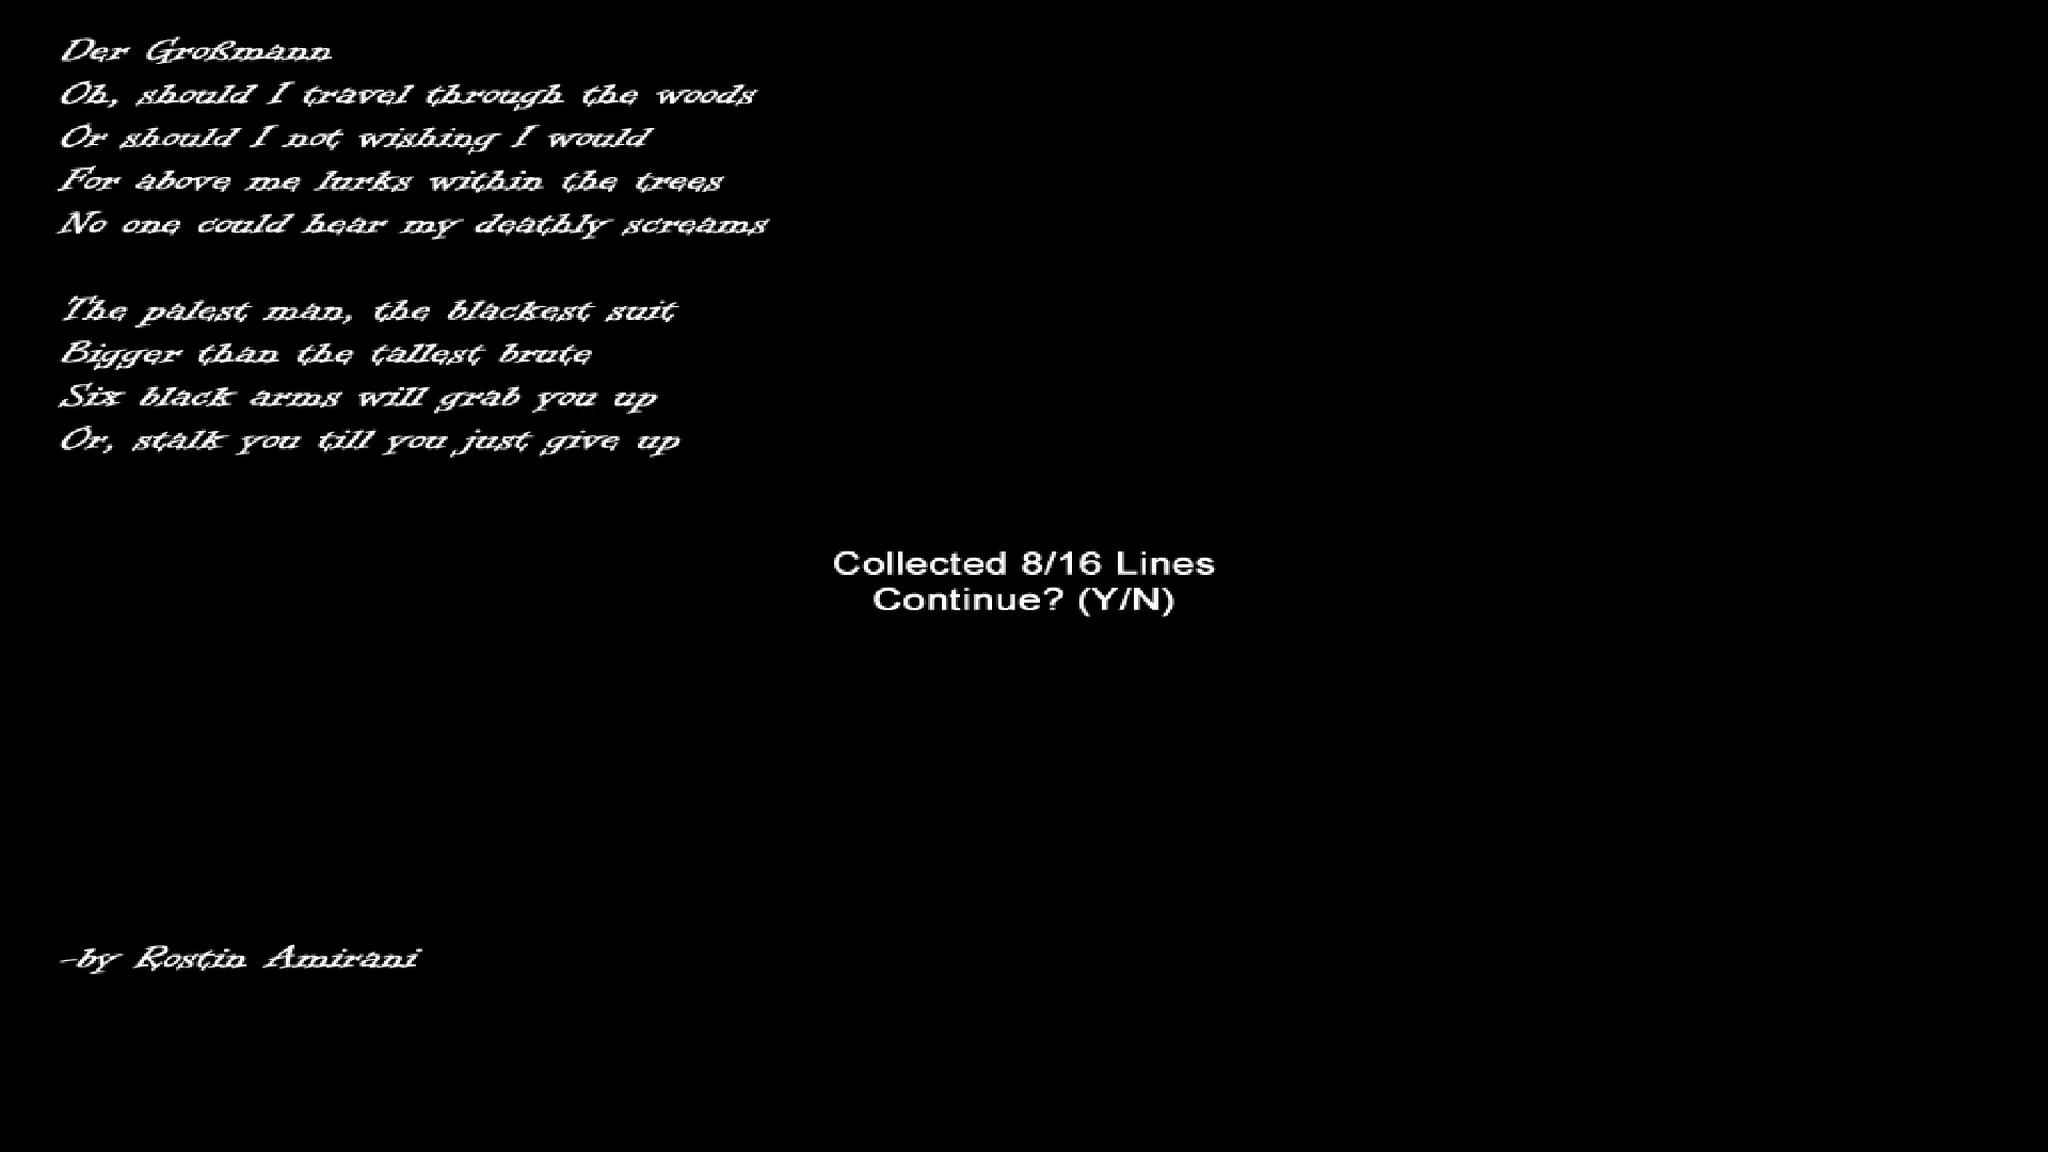 Der Großmann
Oh, should I travel through the woods
Or should I not wishing I would
For above me lurks within the trees
No one could hear my deathly screams
The palest man, the blackest suit
Bigger than the tallest brute
Six black arms will grab you up
Or, stalk you till you just give up
Collected 8/16 Lines
Continue? (Y/N)
-by Rostin Amirani